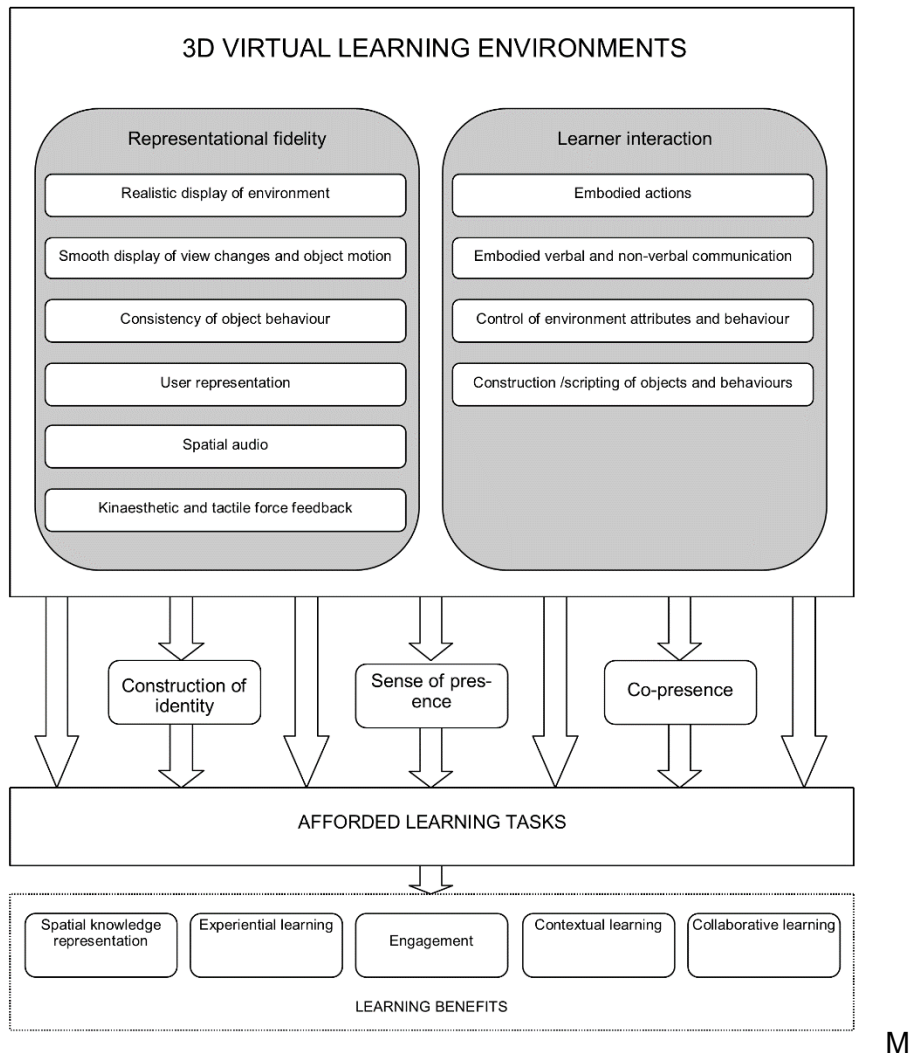 3D VIRTUAL LEARNING ENVIRONMENTS
Representational fidelity
Realistic display of environment
Smooth display of view changes and object motion
Consistency of object behaviour
User representation
Spatial audio
Kinaesthetic and tactile force feedback
Learner interaction
Embodied actions
Embodied verbal and non-verbal communication
Control of environment attributes and behaviour
Construction /scripting of objects and behaviours
Construction of
identity
Sense of pres-
ence
Co-presence
AFFORDED LEARNING TASKS
Spatial knowledge
representation
Experiential learning
Engagement
Contextual learning
Collaborative learning
LEARNING BENEFITS
M